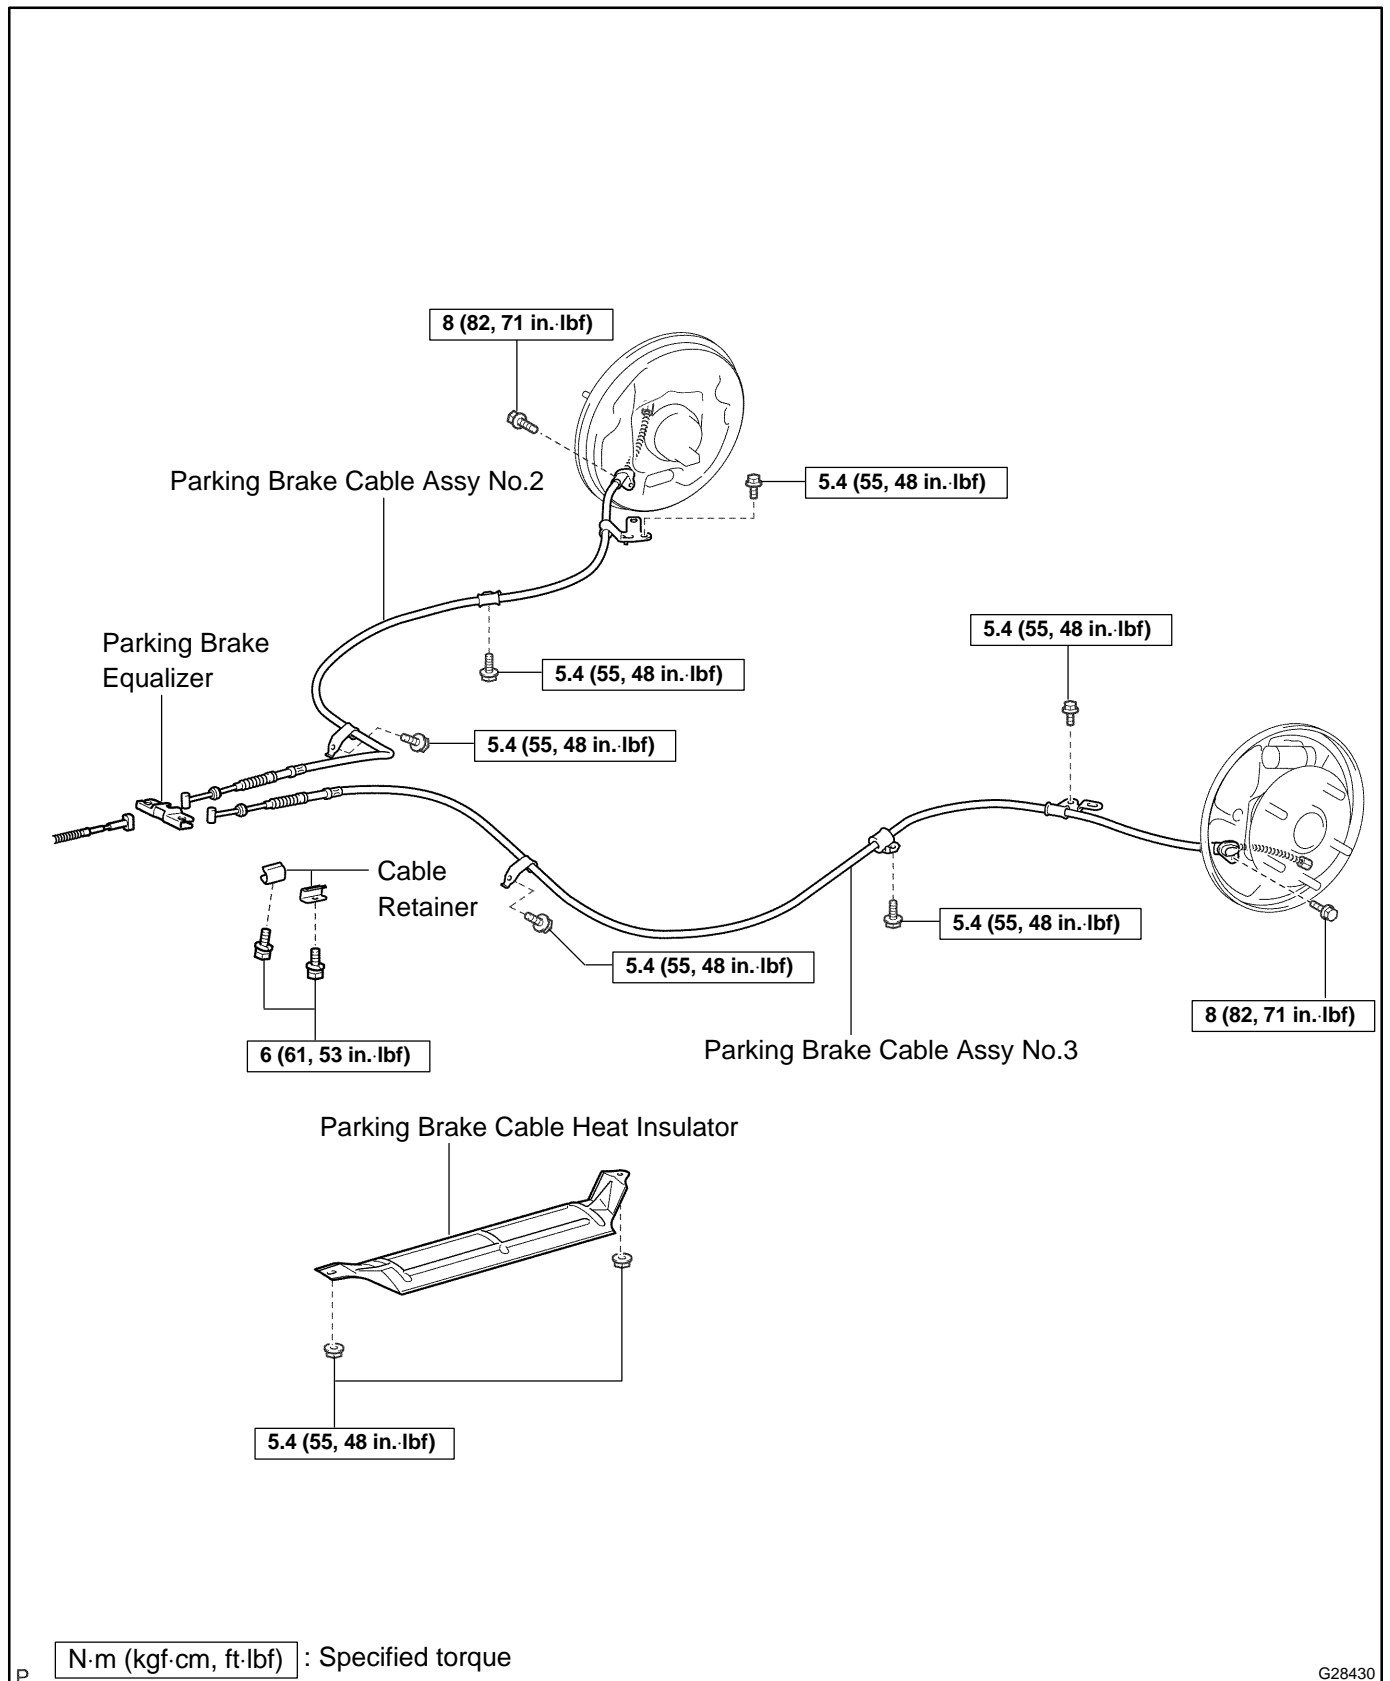 8 (82, 71 in.·lbf)
Parking Brake Cable Assy No.2
5.4 (55, 48 in.·lbf)
5.4 (55, 48 in.·lbf)
Parking Brake
Equalizer
5.4 (55, 48 in.·lbf)
5.4 (55, 48 in.·lbf)
Cable
Retainer
5.4 (55, 48 in.·lbf)
5.4 (55, 48 in.·lbf)
8 (82, 71 in.·lbf)
6 (61, 53 in.·lbf)
Parking Brake Cable Assy No.3
Parking Brake Cable Heat Insulator
5.4 (55, 48 in.·lbf)
N·m (kgf·cm, ft·lbf) : Specified torque
P
G28430